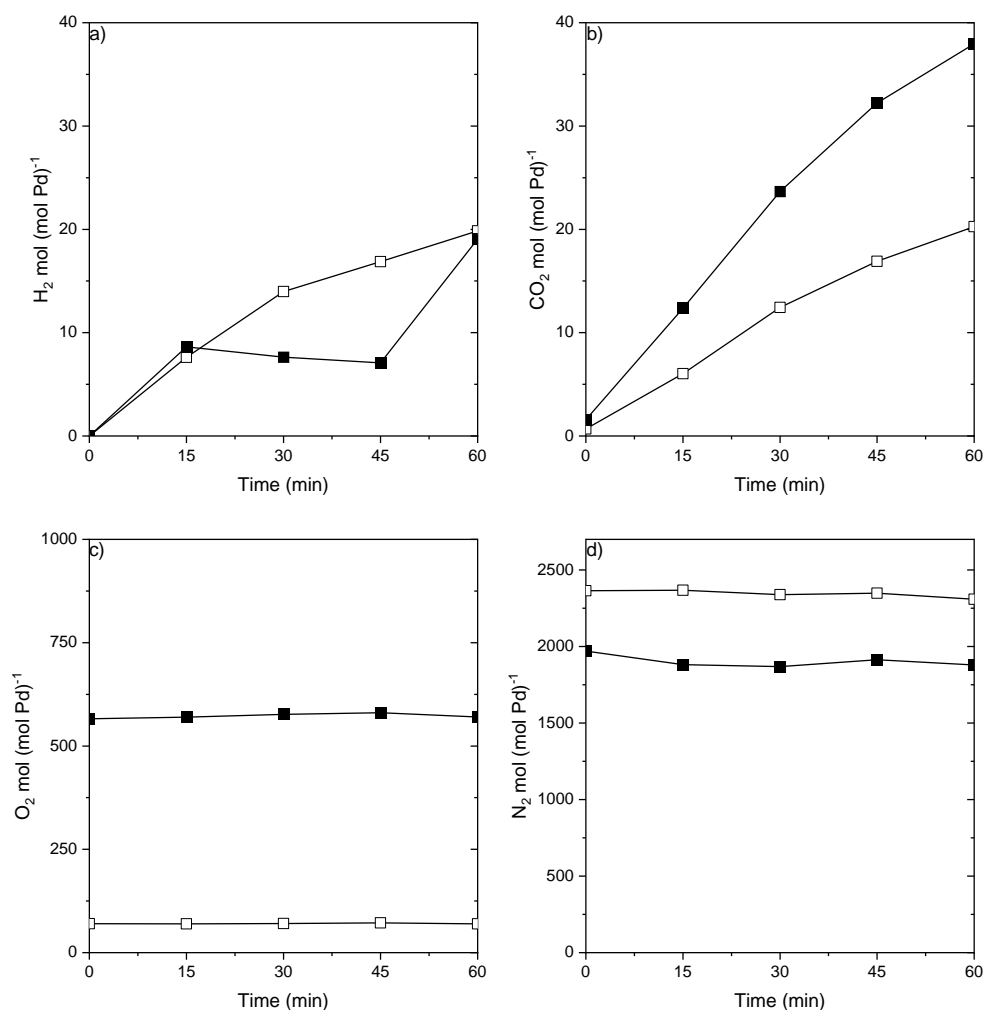 a)
40
30
20
10
0
H₂ mol (mol Pd)⁻¹
0 15 30 45 60
Time (min)
b)
40
30
20
10
0
CO₂ mol (mol Pd)⁻¹
0 15 30 45 60
Time (min)
c)
1000
750
500
250
0
O₂ mol (mol Pd)⁻¹
0 15 30 45 60
Time (min)
d)
2500
2000
1500
1000
500
0
N₂ mol (mol Pd)⁻¹
0 15 30 45 60
Time (min)